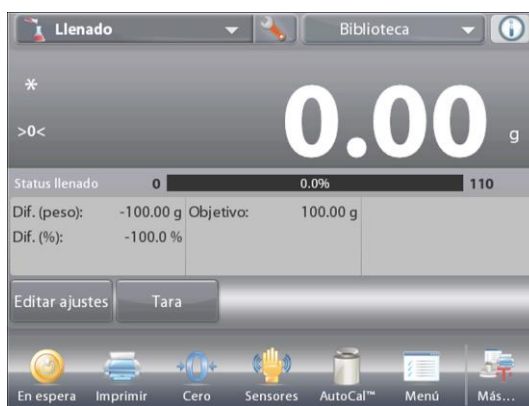 Llenado Biblioteca
*
>0< 0.00 g
Status llenado 0 0.0% 110
Dif. (peso): -100.00 g Objetivo: 100.00 g
Dif. (%): -100.0 %
Editar ajustes Tara
En espera Imprimir Cero Sensores AutoCal™ Menú Más...